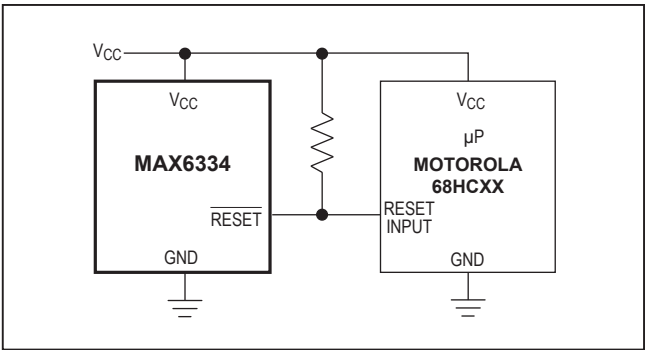 VCC
VCC
MAX6334
RESET
GND
VCC
µP
MOTOROLA
68HCXX
RESET
INPUT
GND